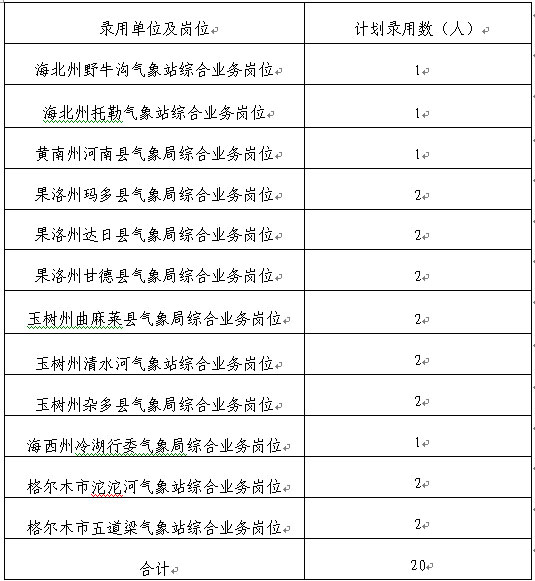 录用单位及岗位 计划录用数（人）
海北州野牛沟气象站综合业务岗位 1
海北州托勒气象站综合业务岗位 1
黄南州河南县气象局综合业务岗位 1
果洛州玛多县气象局综合业务岗位 2
果洛州达日县气象局综合业务岗位 2
果洛州甘德县气象局综合业务岗位 2
玉树州曲麻莱县气象局综合业务岗位 2
玉树州清水河气象站综合业务岗位 2
玉树州杂多县气象局综合业务岗位 2
海西州冷湖行委气象局综合业务岗位 1
格尔木市沱沱河气象站综合业务岗位 2
格尔木市五道梁气象站综合业务岗位 2
合计 20